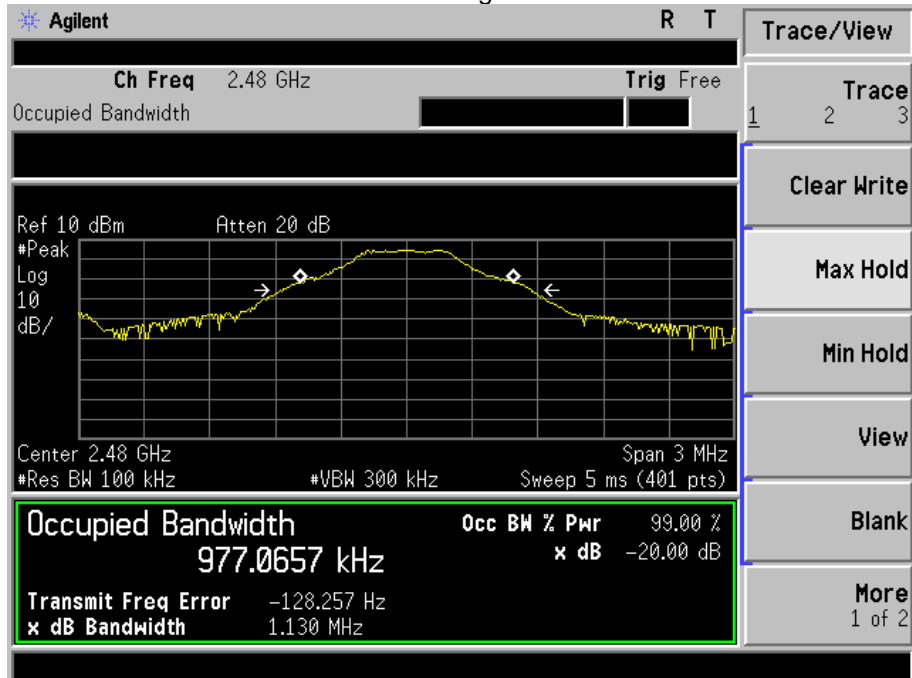 Agilent R T
Ch Freq 2.48 GHz Trig Free
Occupied Bandwidth
Ref 10 dBm Atten 20 dB
#Peak
Log
10
dB/
Center 2.48 GHz Span 3 MHz
#Res BW 100 kHz #VBW 300 kHz Sweep 5 ms (401 pts)
Occupied Bandwidth Occ BW % Pwr 99.00 %
977.0657 kHz x dB -20.00 dB
Transmit Freq Error -128.257 Hz
x dB Bandwidth 1.130 MHz
Trace/View
Trace
1 2 3
Clear Write
Max Hold
Min Hold
View
Blank
More
1 of 2